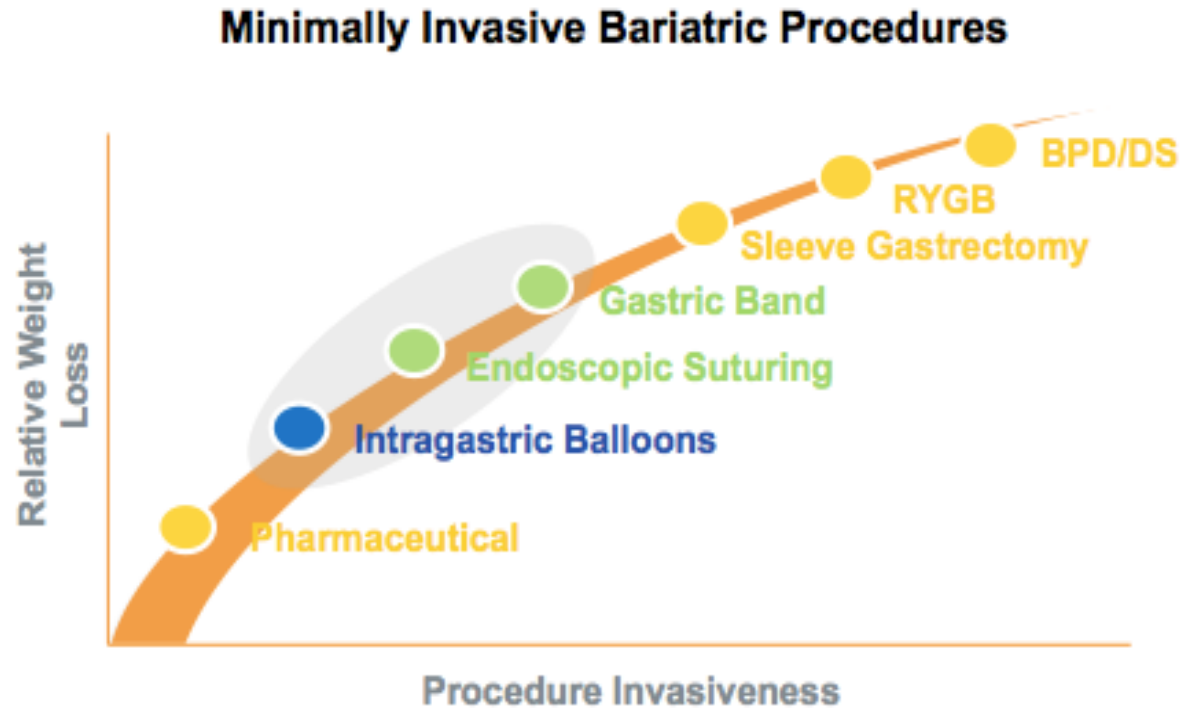 Minimally Invasive Bariatric Procedures
BPD/DS
RYGB
Sleeve Gastrectomy
Gastric Band
Endoscopic Suturing
Intragastric Balloons
Pharmaceutical
Relative Weight
Loss
Procedure Invasiveness